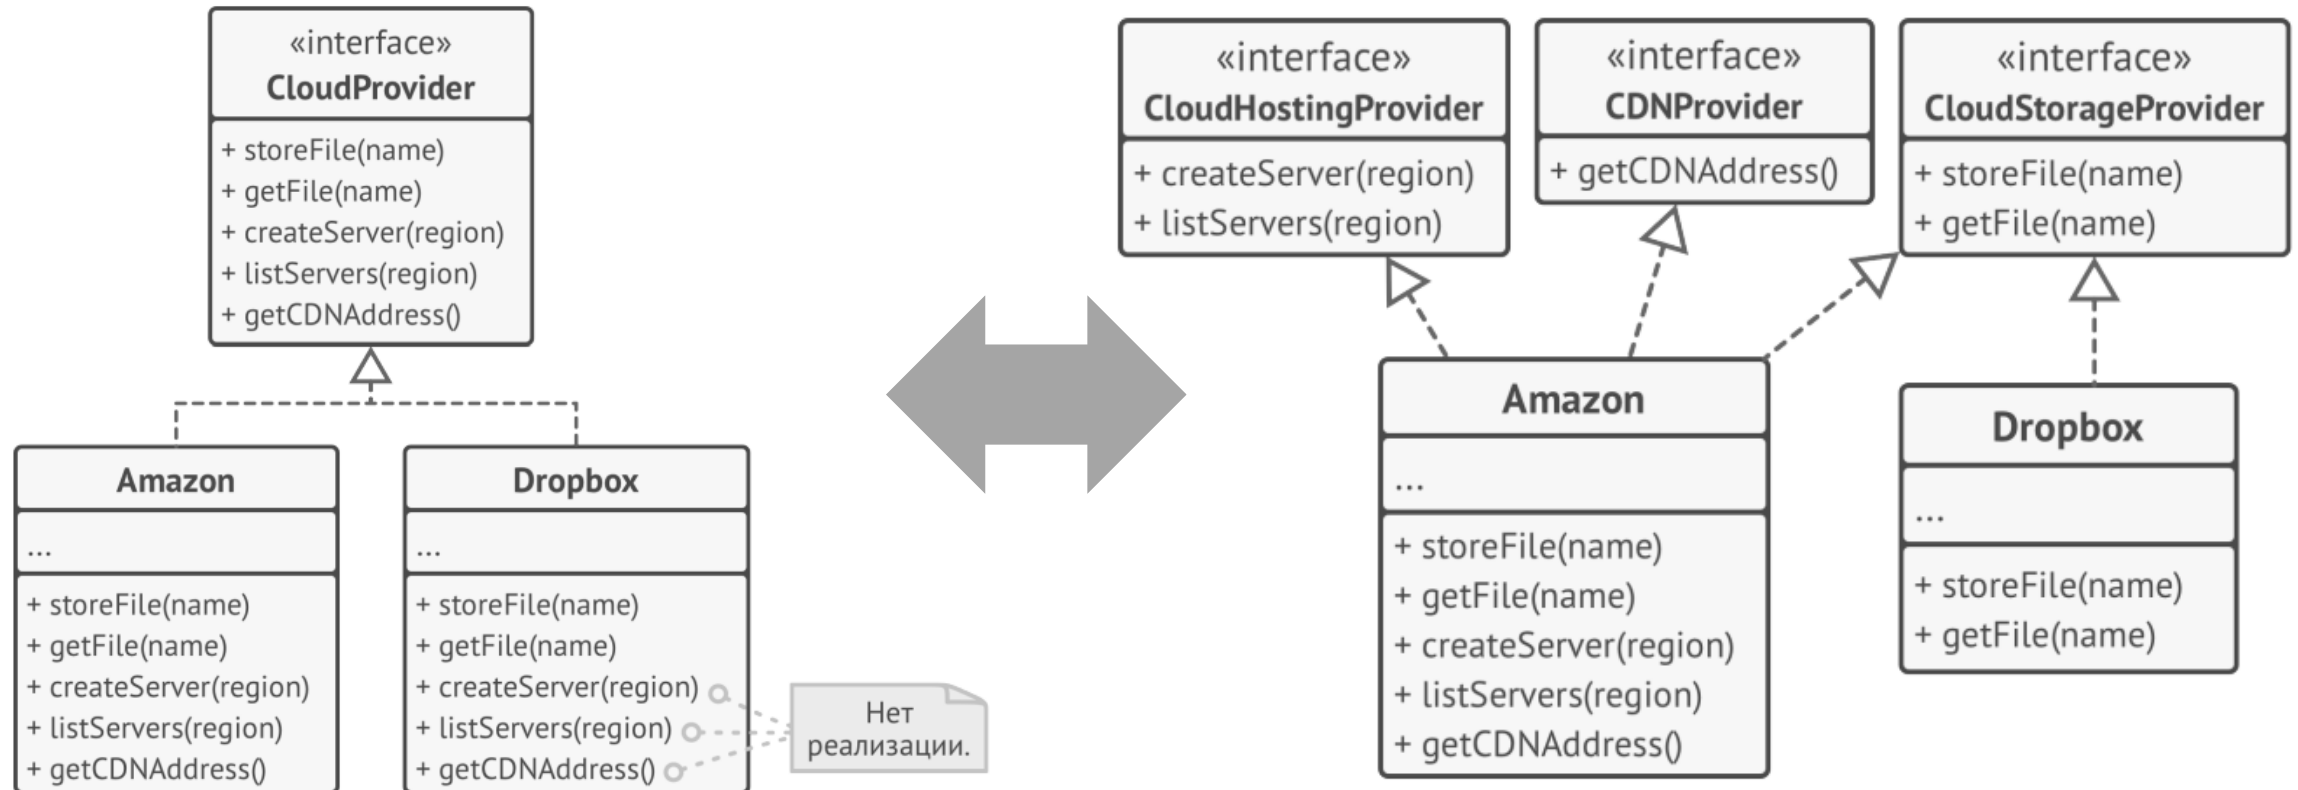 «interface»
CloudProvider
+ storeFile(name)
+ getFile(name)
+ createServer(region)
+ listServers(region)
+ getCDNAddress()
Amazon
...
+ storeFile(name)
+ getFile(name)
+ createServer(region)
+ listServers(region)
+ getCDNAddress()
Dropbox
...
+ storeFile(name)
+ getFile(name)
+ createServer(region)
+ listServers(region)
+ getCDNAddress()
Нет
реализации.
«interface»
CloudHostingProvider
+ createServer(region)
+ listServers(region)
«interface»
CDNProvider
+ getCDNAddress()
«interface»
CloudStorageProvider
+ storeFile(name)
+ getFile(name)
Amazon
...
+ storeFile(name)
+ getFile(name)
+ createServer(region)
+ listServers(region)
+ getCDNAddress()
Dropbox
...
+ storeFile(name)
+ getFile(name)